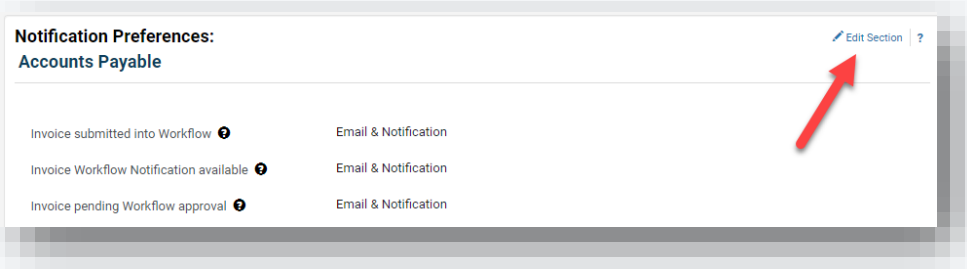 Notification Preferences: Edit Section ?
Accounts Payable
Invoice submitted into Workflow ? Email & Notification
Invoice Workflow Notification available ? Email & Notification
Invoice pending Workflow approval ? Email & Notification